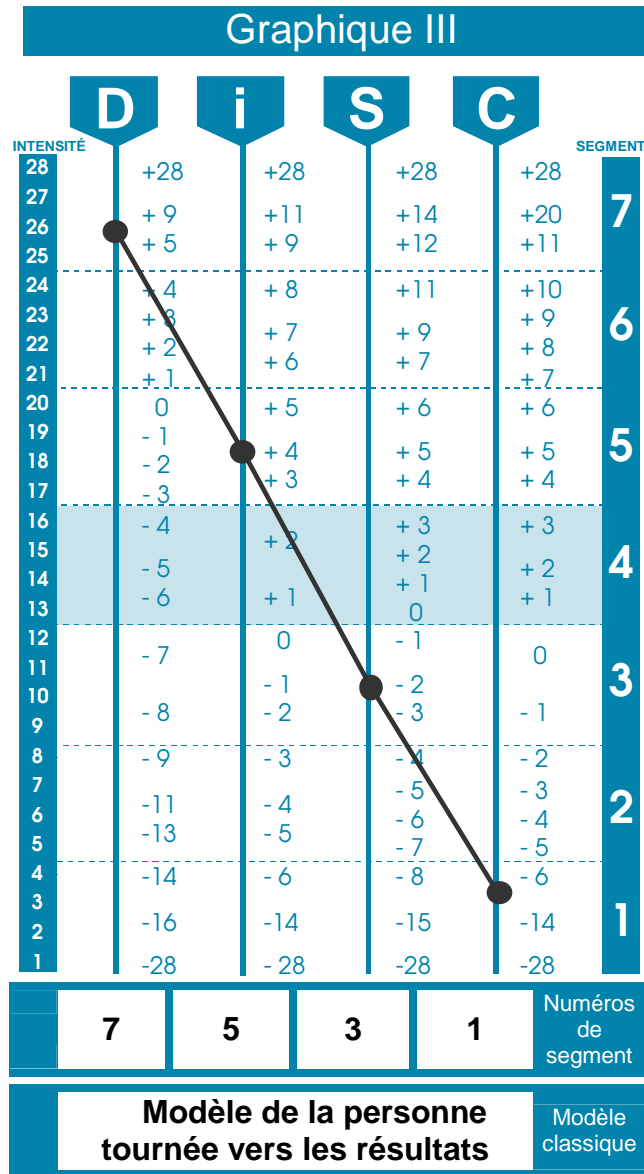 Graphique III
D i S C
INTENSITÉ SEGMENT
28 +28 +28 +28 +28
27
+ 9 +11 +14 +20 7
26
+ 5 + 9 +12 +11
25
24 + 4 + 8 +11 +10
23 + 3 + 7 + 9 + 9 6
22 + 2 + 6 + 7 + 8
21 + 1 + 7
20 0 + 5 + 6 + 6
19 - 1
18 - 2 + 4 + 5 + 5 5
17 - 3 + 3 + 4 + 4
16 - 4 + 3 + 3
15 + 2 + 2
14 - 5 + 1 + 2 4
13 - 6 + 1 0 + 1
12 0 - 1
11 - 7 0
10 - 1 - 2 3
9 - 8 - 2 - 3 - 1
8 - 9 - 3 - 4 - 2
7 - 5 - 3
6 -11 - 4 - 6 - 4 2
5 -13 - 5 - 7 - 5
4 -14 - 6 - 8 - 6
3
2 -16 -14 -15 -14 1
1 -28 - 28 -28 -28
7 5 3 1
Numéros
de
segment
Modèle de la personne
tournée vers les résultats
Modèle
classique